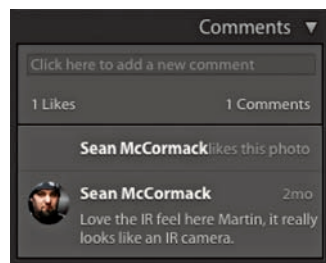 Comments ▼
Click here to add a new comment
1 Likes 1 Comments
Sean McCormack likes this photo
Sean McCormack 2mo
Love the IR feel here Martin, it really
looks like an IR camera.